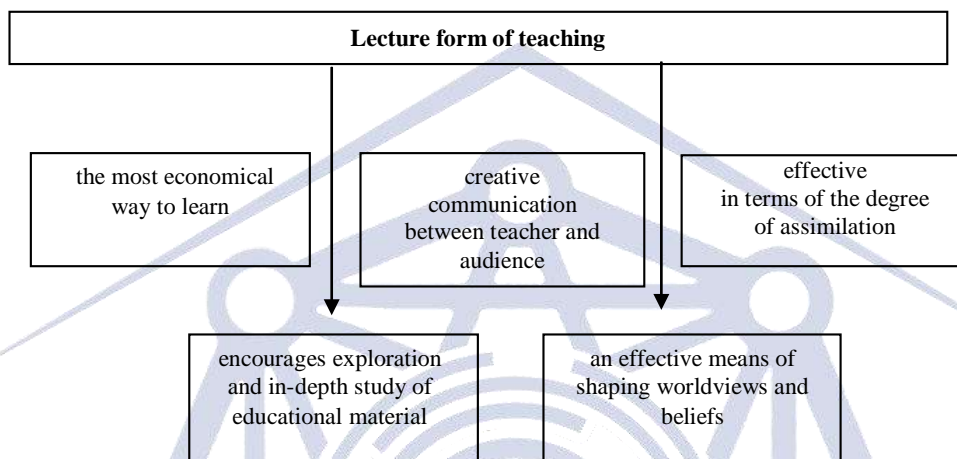 Lecture form of teaching
the most economical
way to learn
creative
communication
between teacher and
audience
effective
in terms of the degree
of assimilation
encourages exploration
and in-depth study of
educational material
an effective means of
shaping worldviews and
beliefs